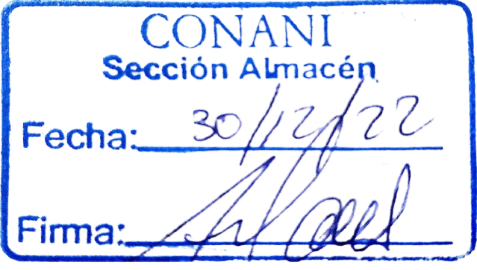 CONANI
Sección Almacén
Fecha: 30/12/22
Firma: